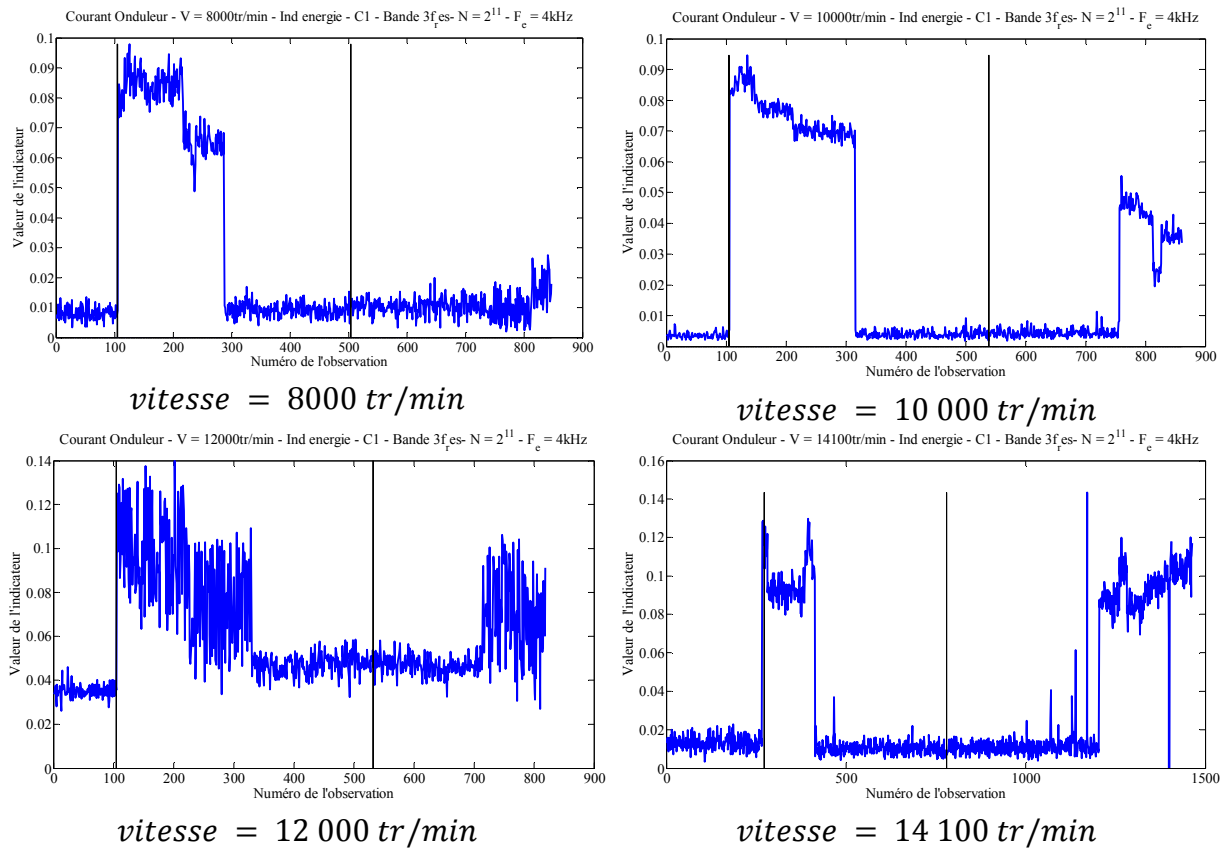 Courant Onduleur - V = 8000tr/min - Ind energie - C1 - Bande 3f_res- N = 2^11 - F_e = 4kHz
0.1
0.09
0.08
0.07
0.06
0.05
0.04
0.03
0.02
0.01
0
Valeur de l'indicateur
0 100 200 300 400 500 600 700 800 900
Numéro de l'observation
vitesse = 8000 tr/min
Courant Onduleur - V = 10000tr/min - Ind energie - C1 - Bande 3f_res- N = 2^11 - F_e = 4kHz
0.1
0.09
0.08
0.07
0.06
0.05
0.04
0.03
0.02
0.01
0
Valeur de l'indicateur
0 100 200 300 400 500 600 700 800 900
Numéro de l'observation
vitesse = 10 000 tr/min
Courant Onduleur - V = 12000tr/min - Ind energie - C1 - Bande 3f_res- N = 2^11 - F_e = 4kHz
0.14
0.12
0.1
0.08
0.06
0.04
0.02
0
Valeur de l'indicateur
0 100 200 300 400 500 600 700 800 900
Numéro de l'observation
vitesse = 12 000 tr/min
Courant Onduleur - V = 14100tr/min - Ind energie - C1 - Bande 3f_res- N = 2^11 - F_e = 4kHz
0.16
0.14
0.12
0.1
0.08
0.06
0.04
0.02
0
Valeur de l'indicateur
0 500 1000 1500
Numéro de l'observation
vitesse = 14 100 tr/min